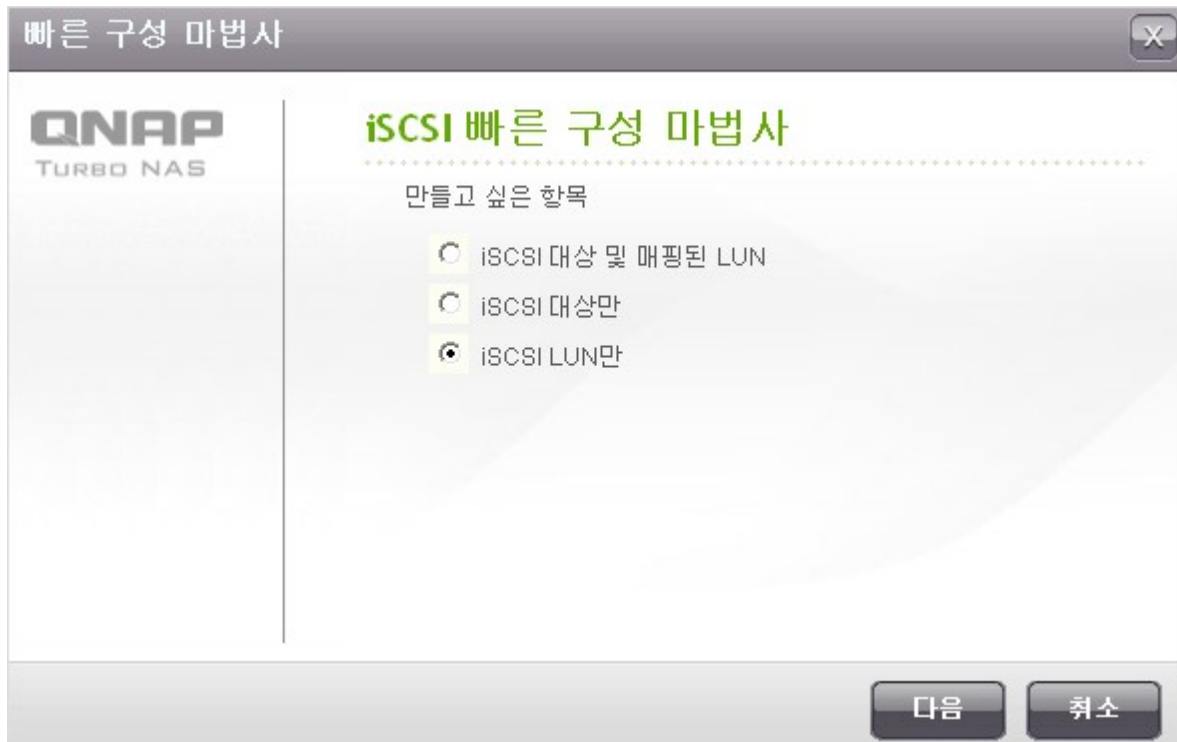 빠른 구성 마법사
X
QNAP
TURBO NAS
iSCSI 빠른 구성 마법사
만들고 싶은 항목
iSCSI 대상 및 매핑된 LUN
iSCSI 대상만
iSCSI LUN만
다음
취소